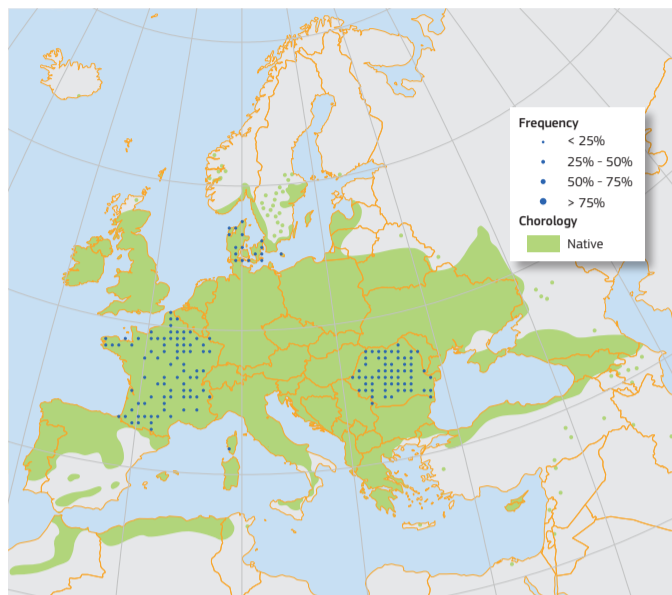 Frequency
< 25%
25% - 50%
50% - 75%
> 75%
Chorology
Native